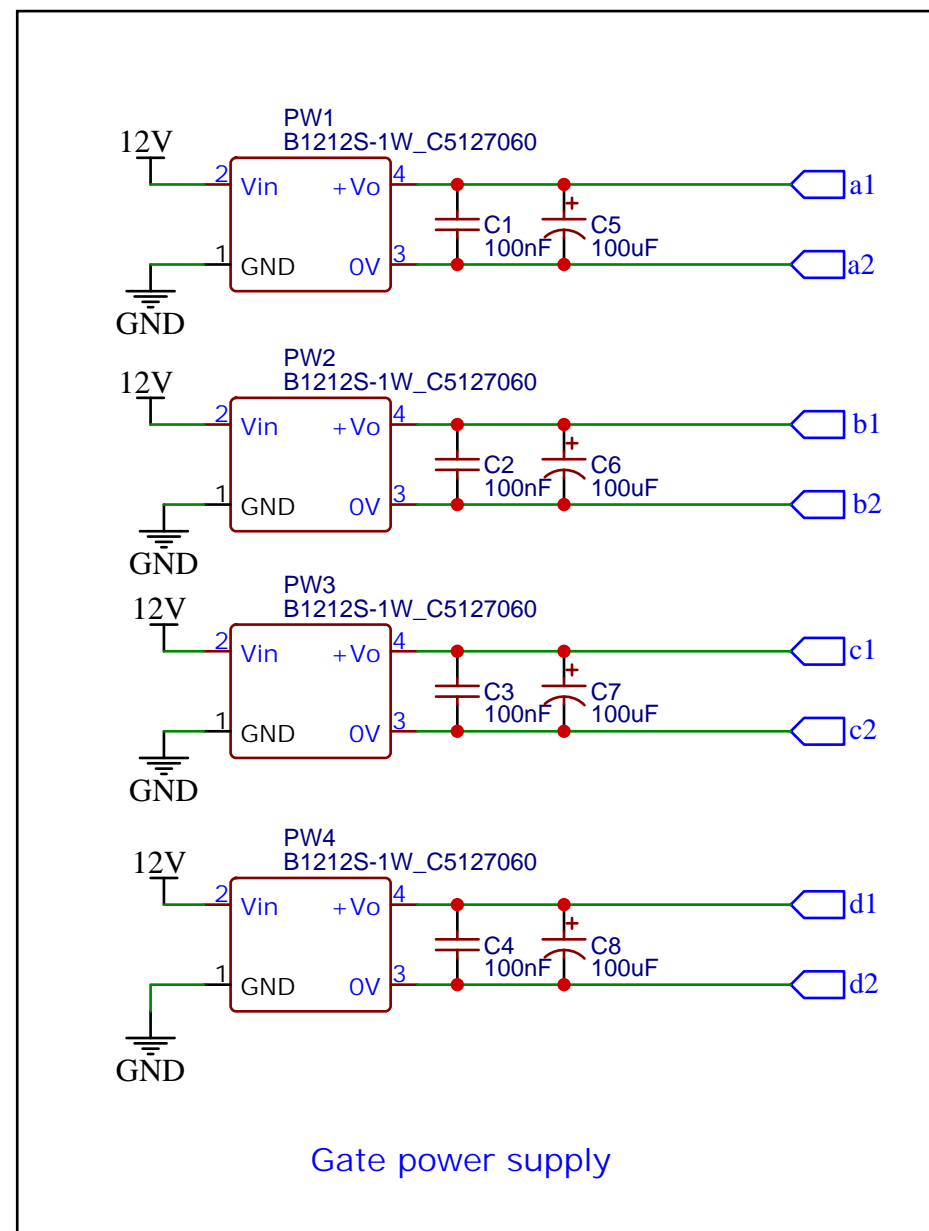 PW1
B1212S-1W_C5127060
12V
2 Vin +Vo 4
a1
C1 C5
100nF 100uF
1 GND 0V 3
a2
GND
PW2
B1212S-1W_C5127060
12V
2 Vin +Vo 4
b1
C2 C6
100nF 100uF
1 GND 0V 3
b2
GND
PW3
B1212S-1W_C5127060
12V
2 Vin +Vo 4
c1
C3 C7
100nF 100uF
1 GND 0V 3
c2
GND
PW4
B1212S-1W_C5127060
12V
2 Vin +Vo 4
d1
C4 C8
100nF 100uF
1 GND 0V 3
d2
GND
Gate power supply